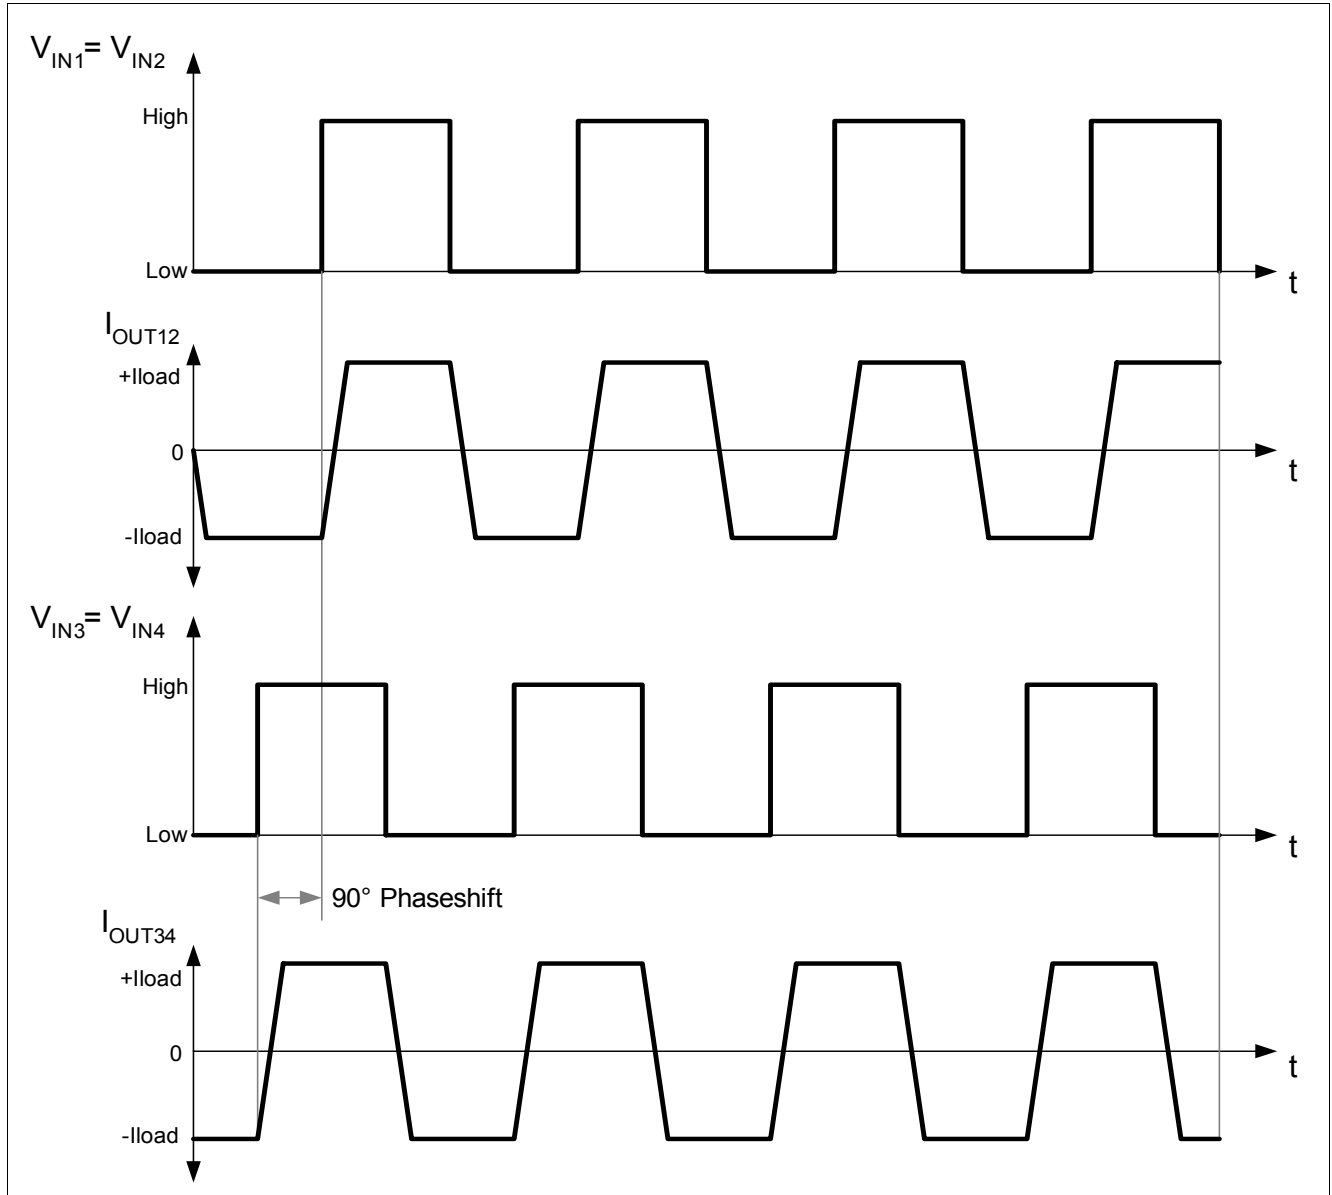 VIN1= VIN2
High
Low
t
IOUT12
+Iload
0
t
-Iload
VIN3= VIN4
High
Low
t
90° Phaseshift
IOUT34
+Iload
0
t
-Iload